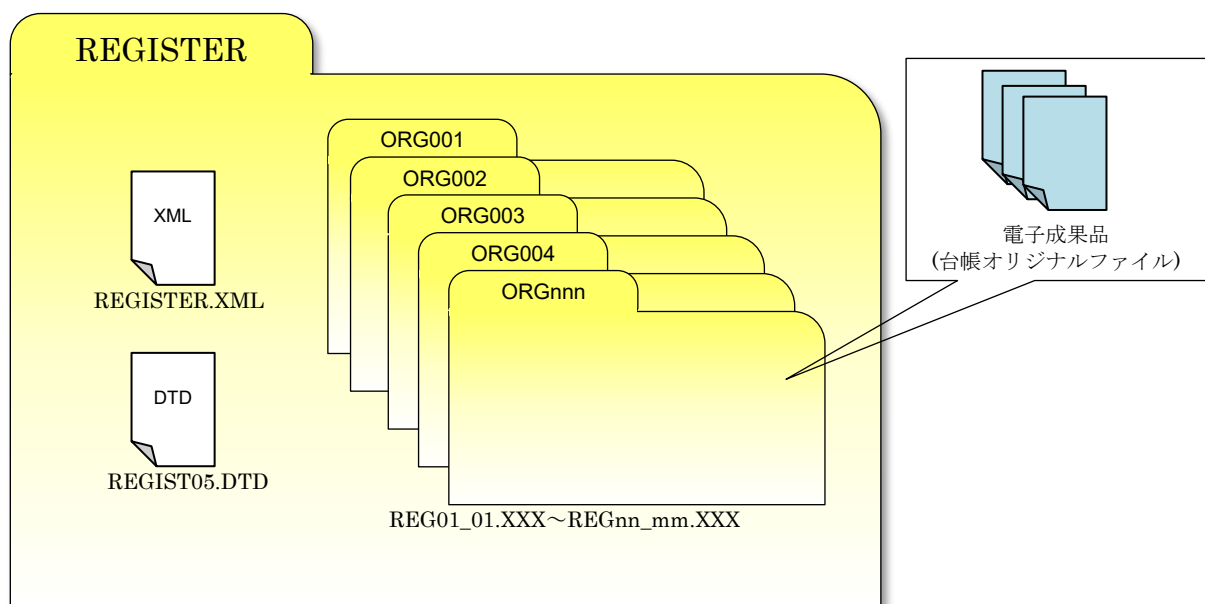 REGISTER
XML
REGISTER.XML
DTD
REGIST05.DTD
ORG001
ORG002
ORG003
ORG004
ORGnnn
REG01_01.XXX～REGnn_mm.XXX
電子成果品
(台帳オリジナルファイル)